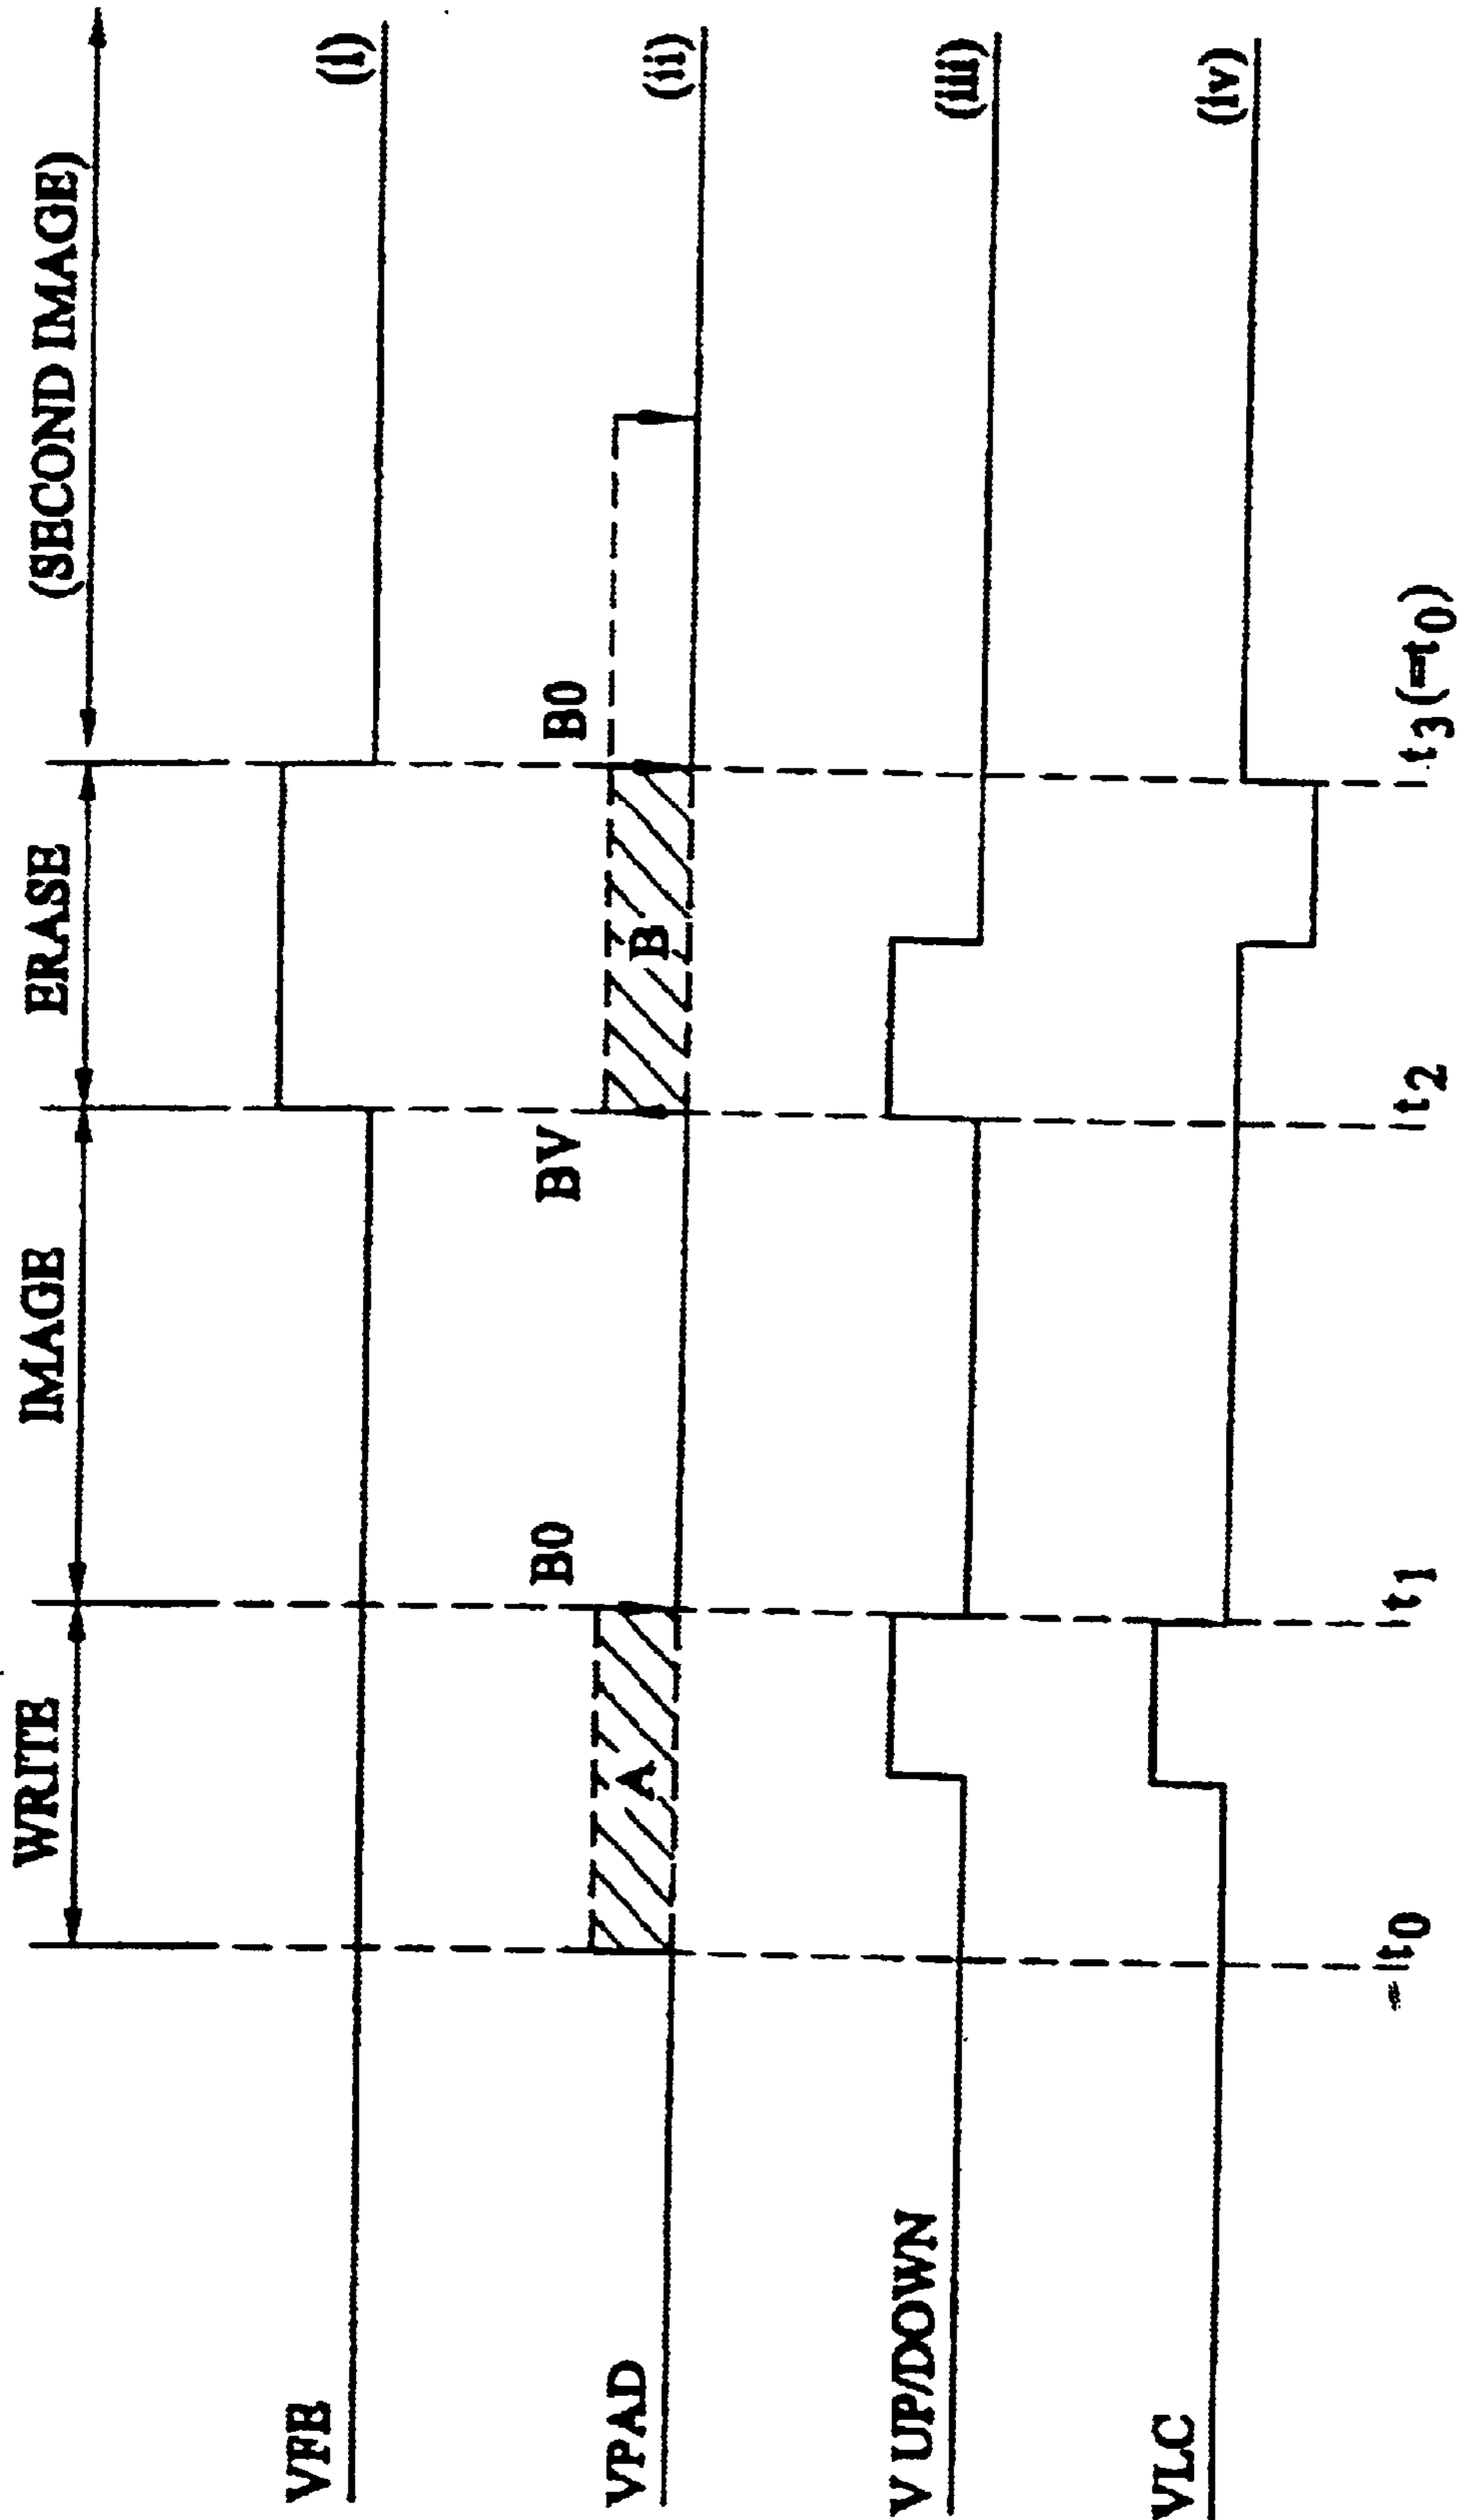 WRITE IMAGE ERASE (SECOND IMAGE)
VEE (i)
B0 BV B0
VPAD A B (ii)
V UP/DOWN (iii)
VLC (iv)
t0 t1 t2 t3(=t0)